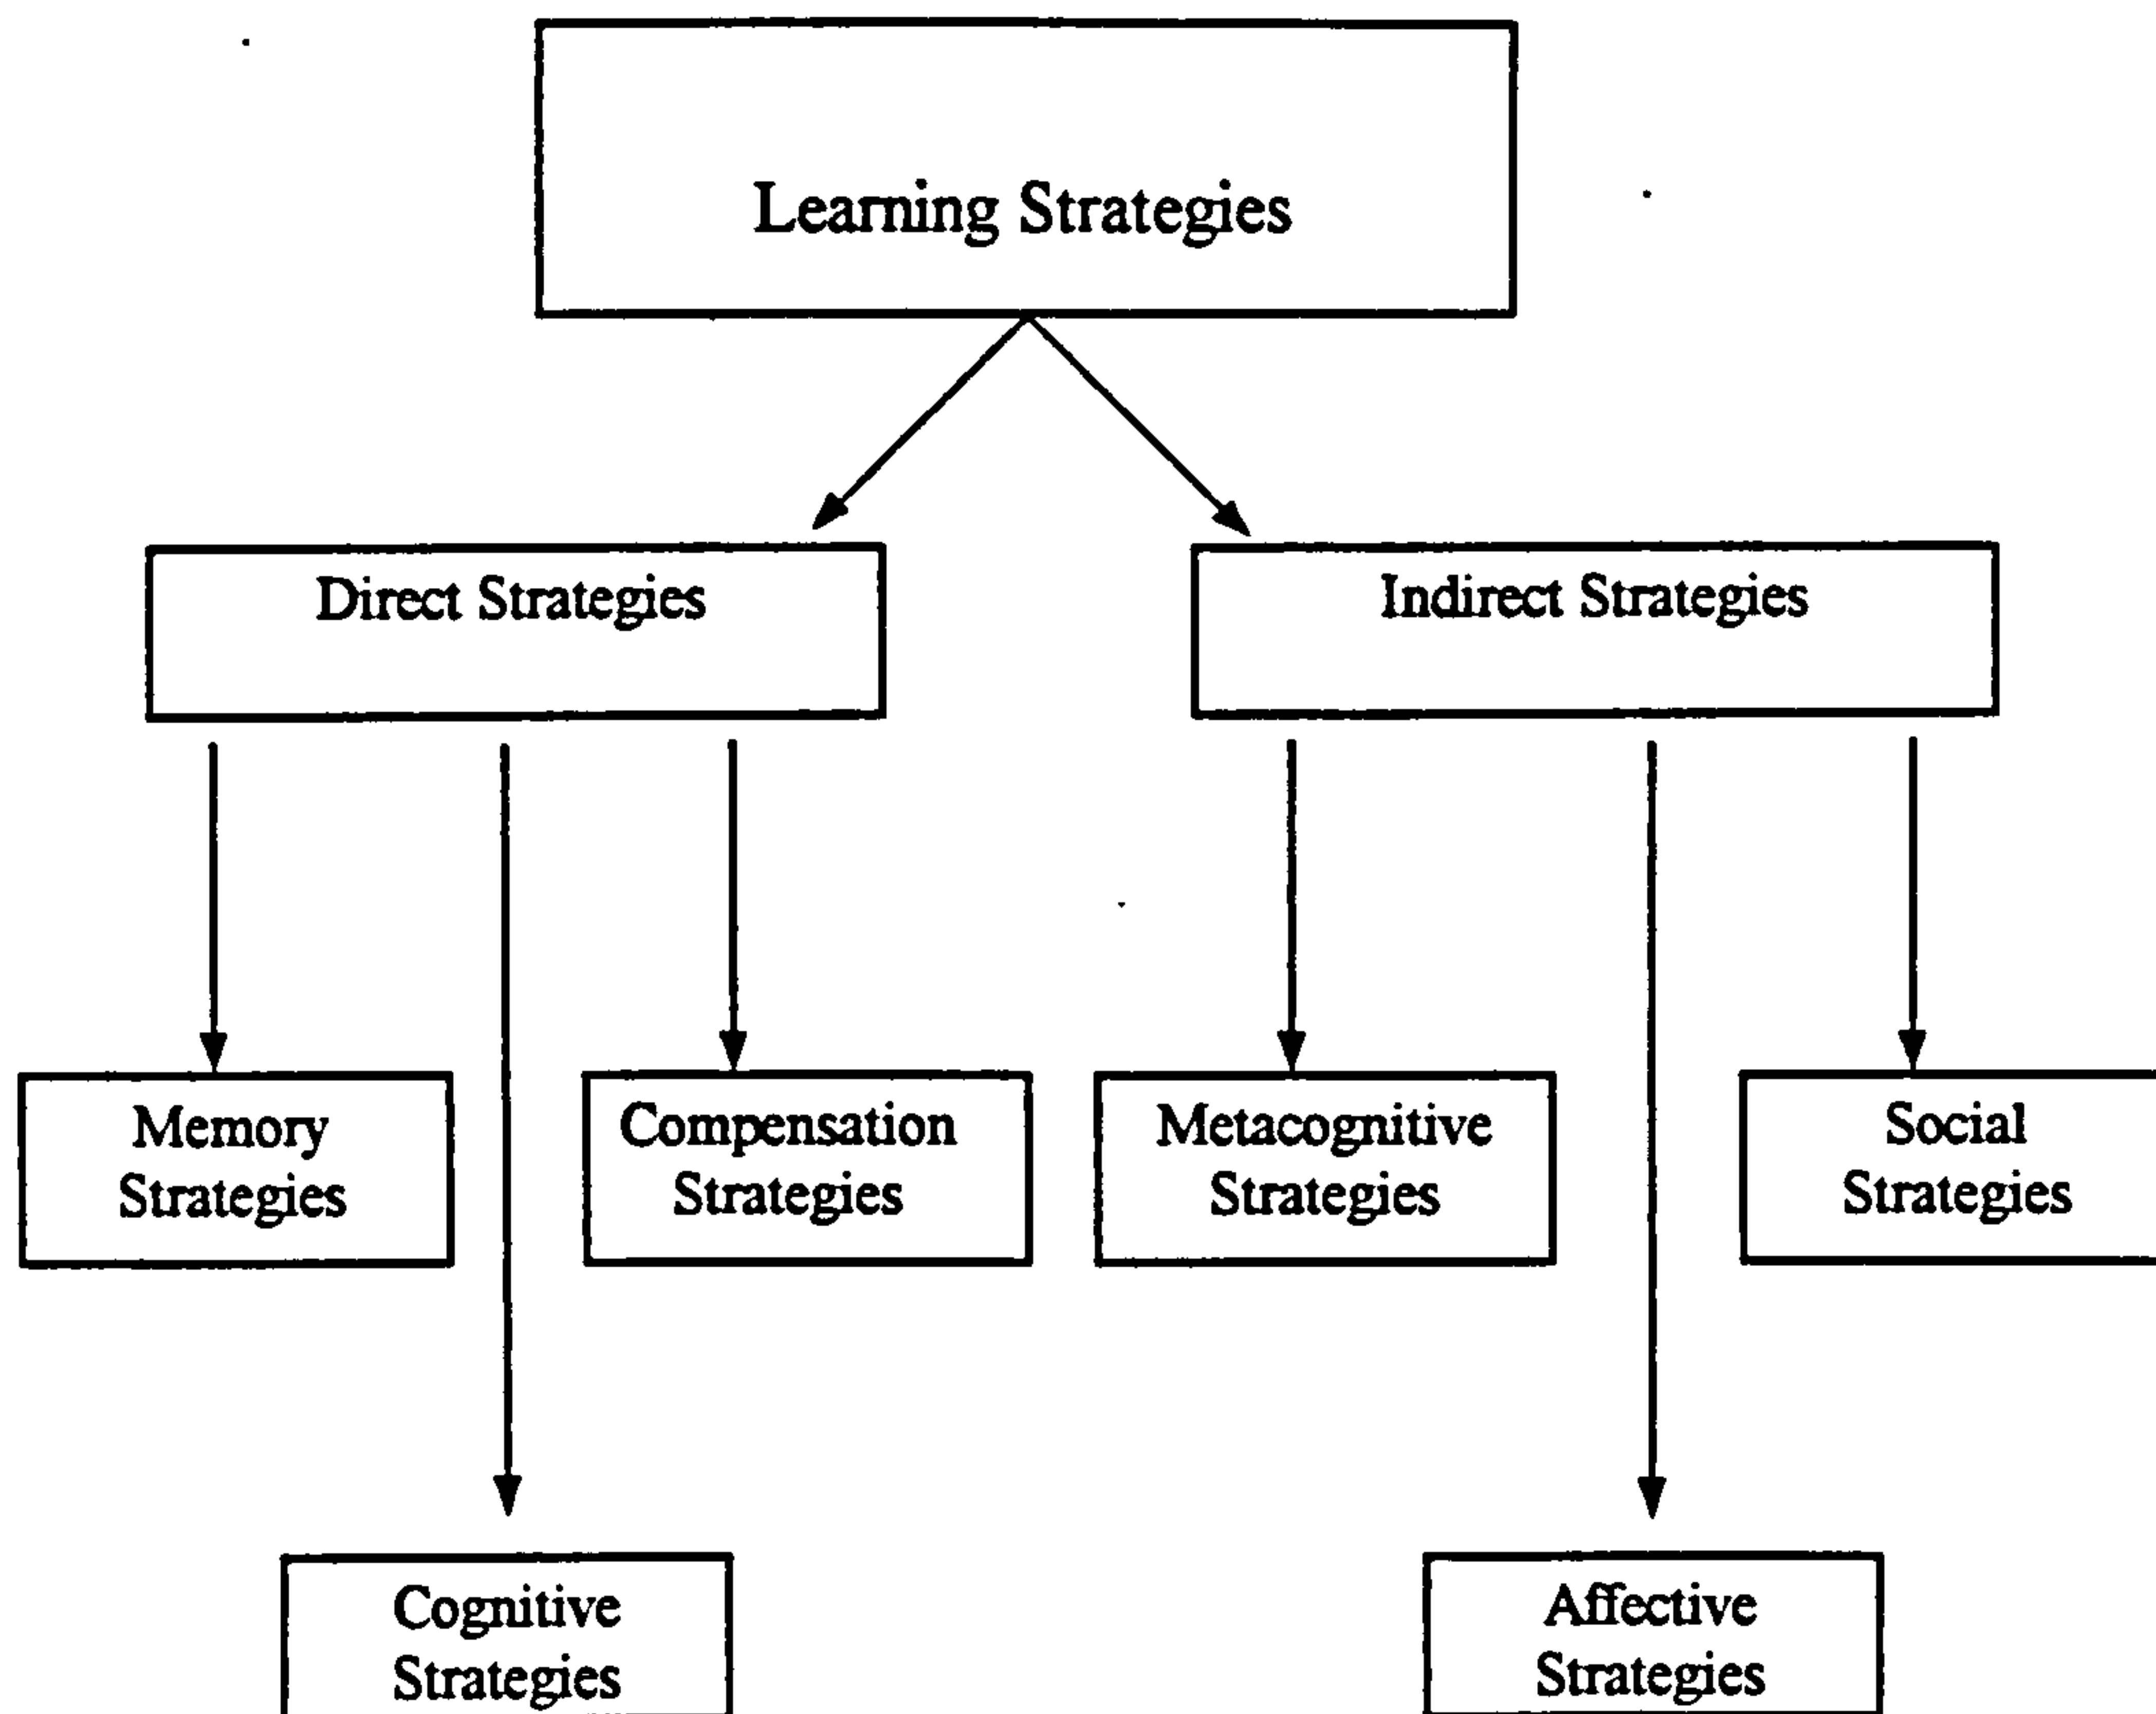 Learning Strategies
Direct Strategies
Indirect Strategies
Memory
Strategies
Compensation
Strategies
Metacognitive
Strategies
Social
Strategies
Cognitive
Strategies
Affective
Strategies